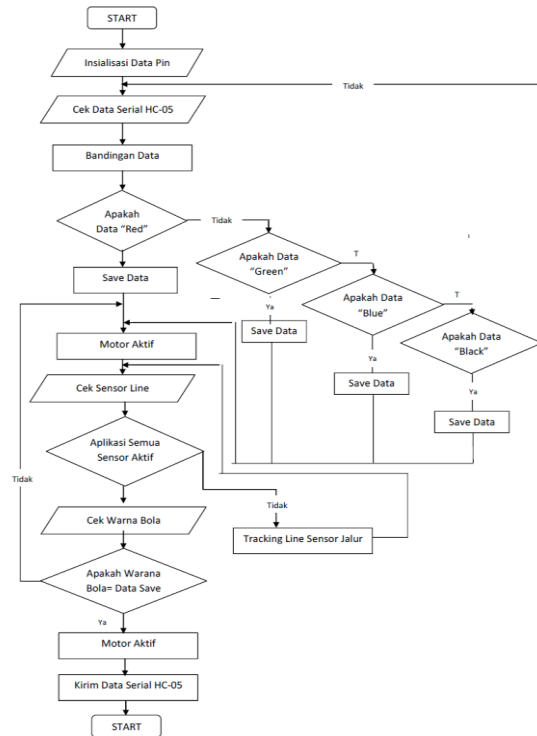 START
Insialisasi Data Pin
Tidak
Cek Data Serial HC-05
Bandingan Data
Apakah
Data “Red”
Tidak
Apakah Data
“Green”
T
Ya
Save Data
Apakah Data
“Blue”
T
Ya
Save Data
Apakah Data
“Black”
Ya
Save Data
Save Data
Motor Aktif
Cek Sensor Line
Aplikasi Semua
Sensor Aktif
Tidak
Tidak
Tracking Line Sensor Jalur
Cek Warna Bola
Apakah Warana
Bola= Data Save
Ya
Motor Aktif
Kirim Data Serial HC-05
START